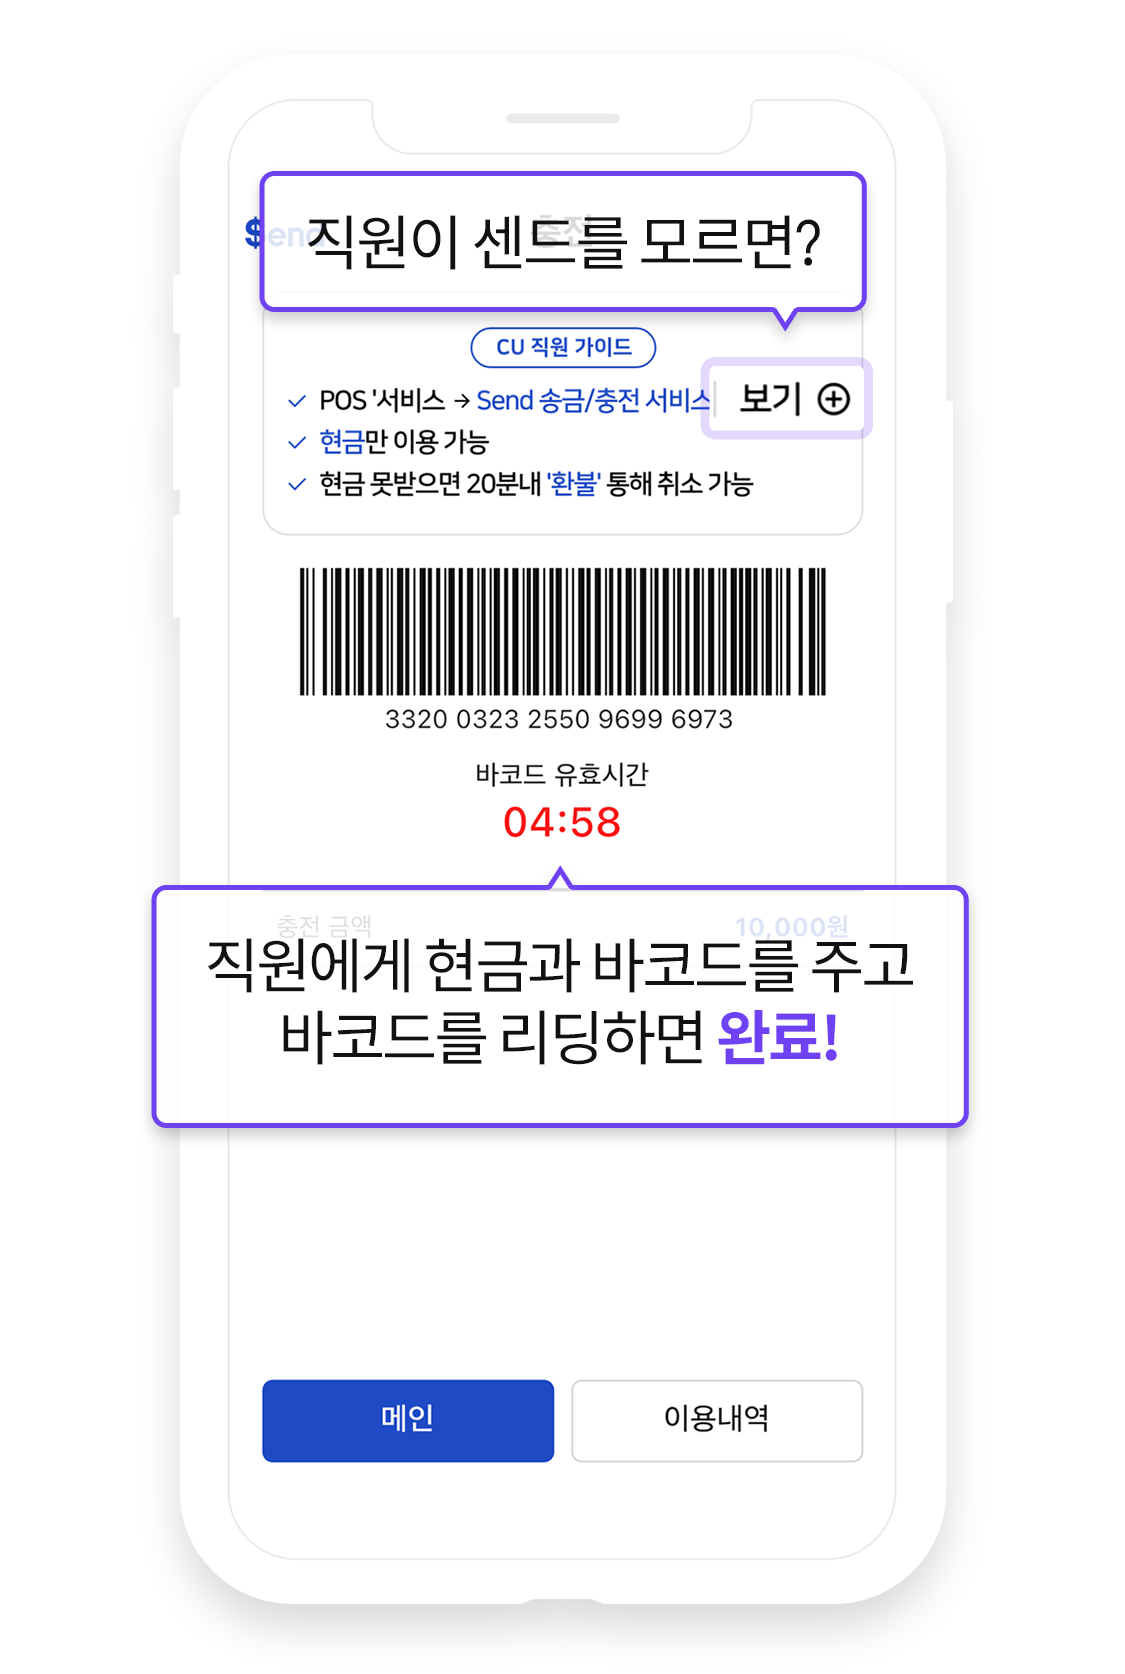 $end
충전
직원이 센드를 모르면?
CU 직원 가이드
POS '서비스 → Send 송금/충전 서비스
보기
현금만 이용 가능
현금 못받으면 20분내 '환불' 통해 취소 가능
3320 0323 2550 9699 6973
바코드 유효시간
04:58
충전 금액
10,000원
직원에게 현금과 바코드를 주고
바코드를 리딩하면 완료!
메인
이용내역